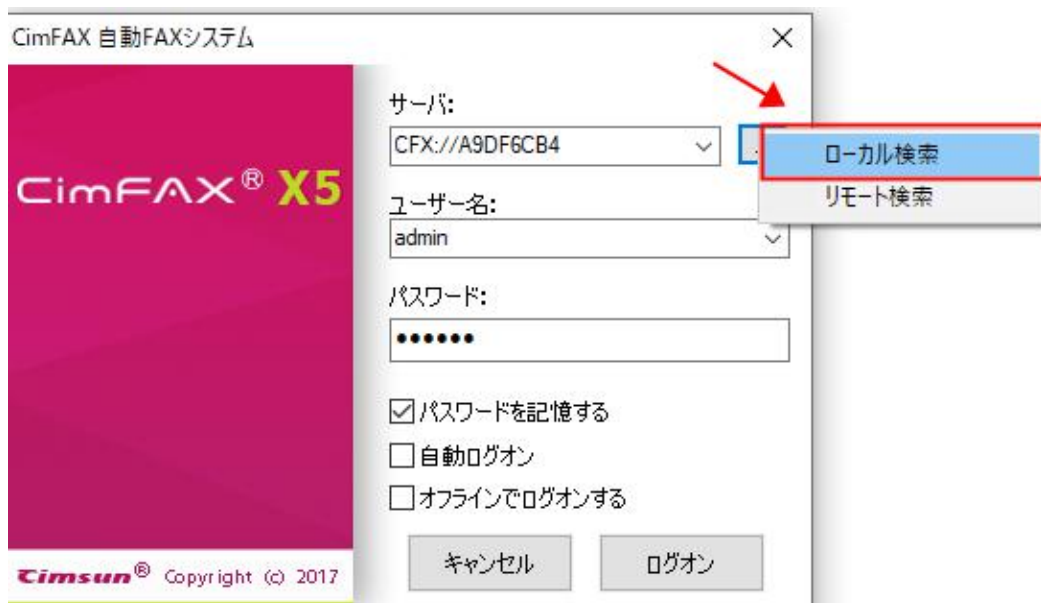 CimFAX 自動FAXシステム
サーバ:
CFX://A9DF6CB4
ローカル検索
リモート検索
CimFAX® X5
ユーザー名:
admin
パスワード:
••••••
パスワードを記憶する
自動ログオン
オフラインでログオンする
キャンセル
ログオン
Cimsun® Copyright (c) 2017